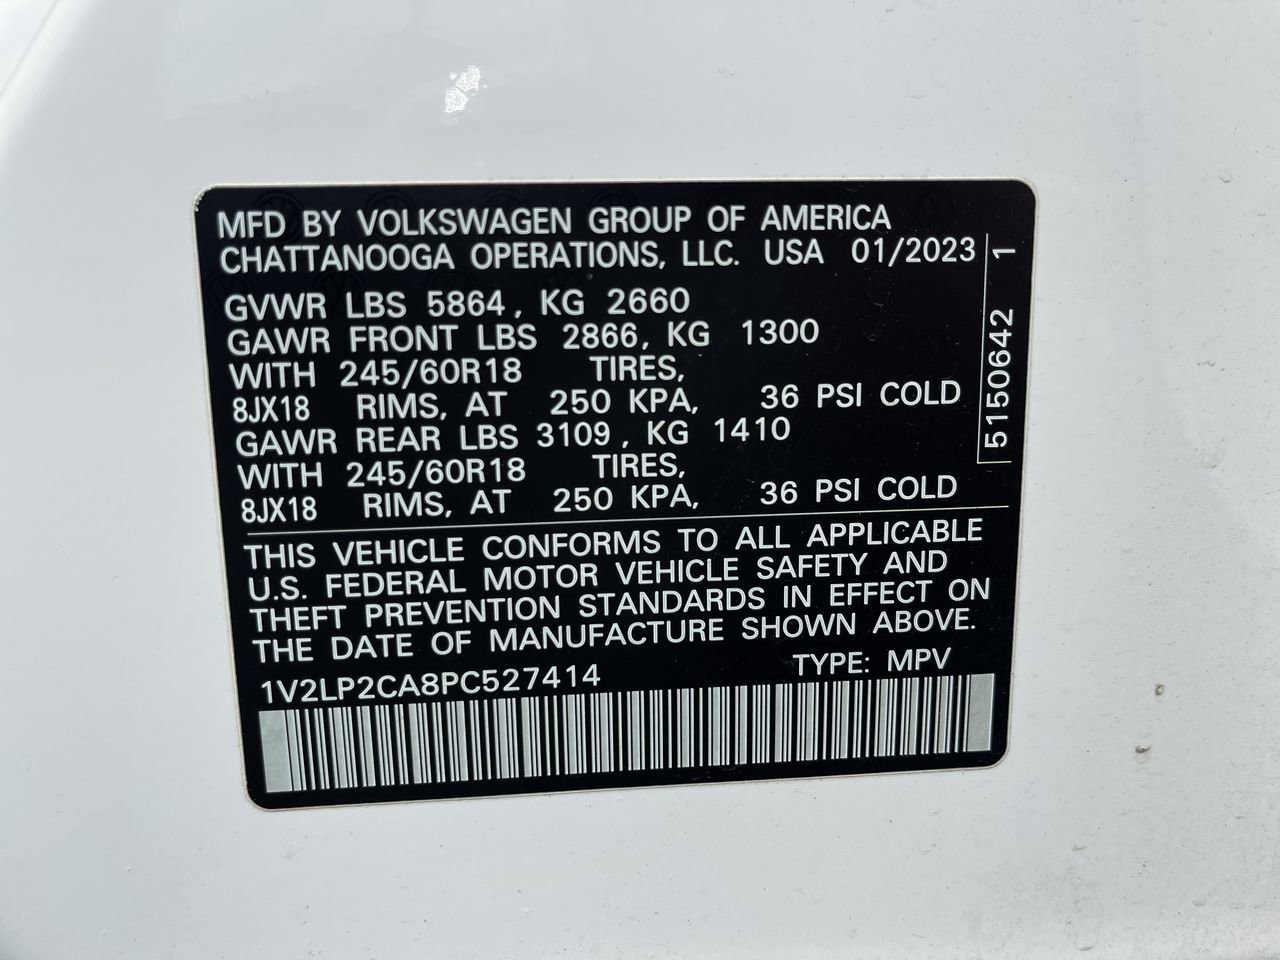 MFD BY VOLKSWAGEN GROUP OF AMERICA
CHATTANOOGA OPERATIONS, LLC. USA 01/2023
GVWR LBS 5864, KG 2660
GAWR FRONT LBS 2866, KG 1300
WITH 245/60R18 TIRES,
8JX18 RIMS, AT 250 KPA, 36 PSI COLD
GAWR REAR LBS 3109, KG 1410
WITH 245/60R18 TIRES,
8JX18 RIMS, AT 250 KPA, 36 PSI COLD
5150642 1
THIS VEHICLE CONFORMS TO ALL APPLICABLE
U.S. FEDERAL MOTOR VEHICLE SAFETY AND
THEFT PREVENTION STANDARDS IN EFFECT ON
THE DATE OF MANUFACTURE SHOWN ABOVE.
1V2LP2CA8PC527414 TYPE: MPV